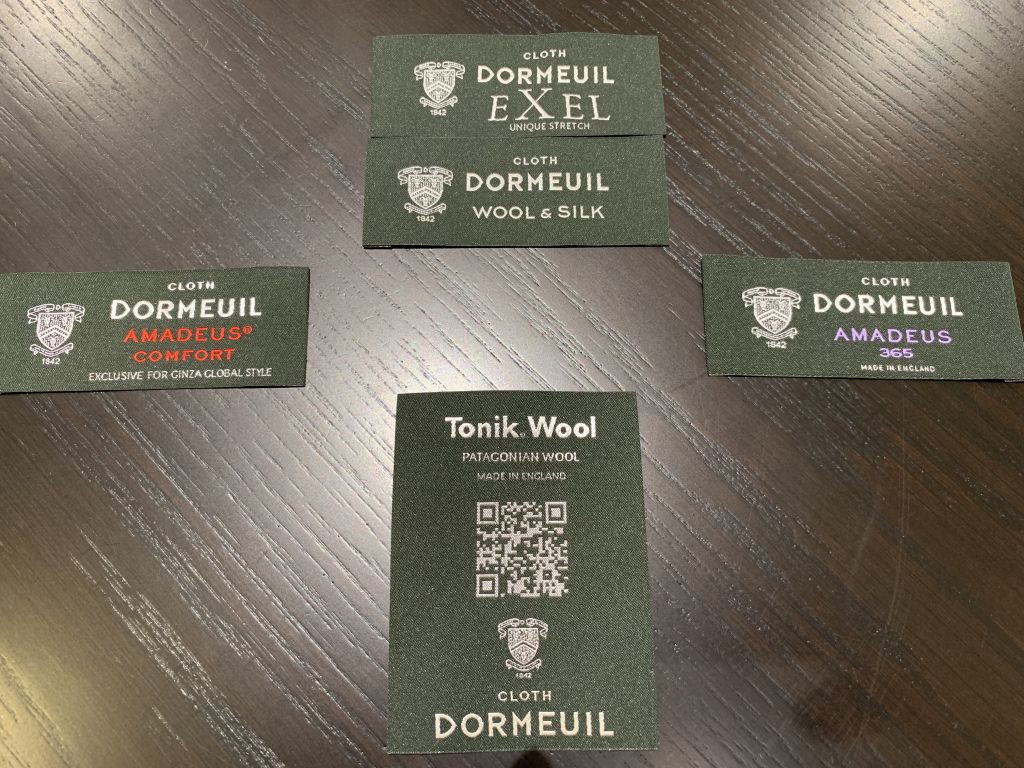 CLOTH
DORMEUIL
EXEL
UNIQUE STRETCH
1842
CLOTH
DORMEUIL
WOOL & SILK
1842
CLOTH
DORMEUIL
AMADEUS®
COMFORT
EXCLUSIVE FOR GINZA GLOBAL STYLE
1842
CLOTH
DORMEUIL
AMADEUS
365
MADE IN ENGLAND
1842
Tonik® Wool
PATAGONIAN WOOL
MADE IN ENGLAND
1842
CLOTH
DORMEUIL